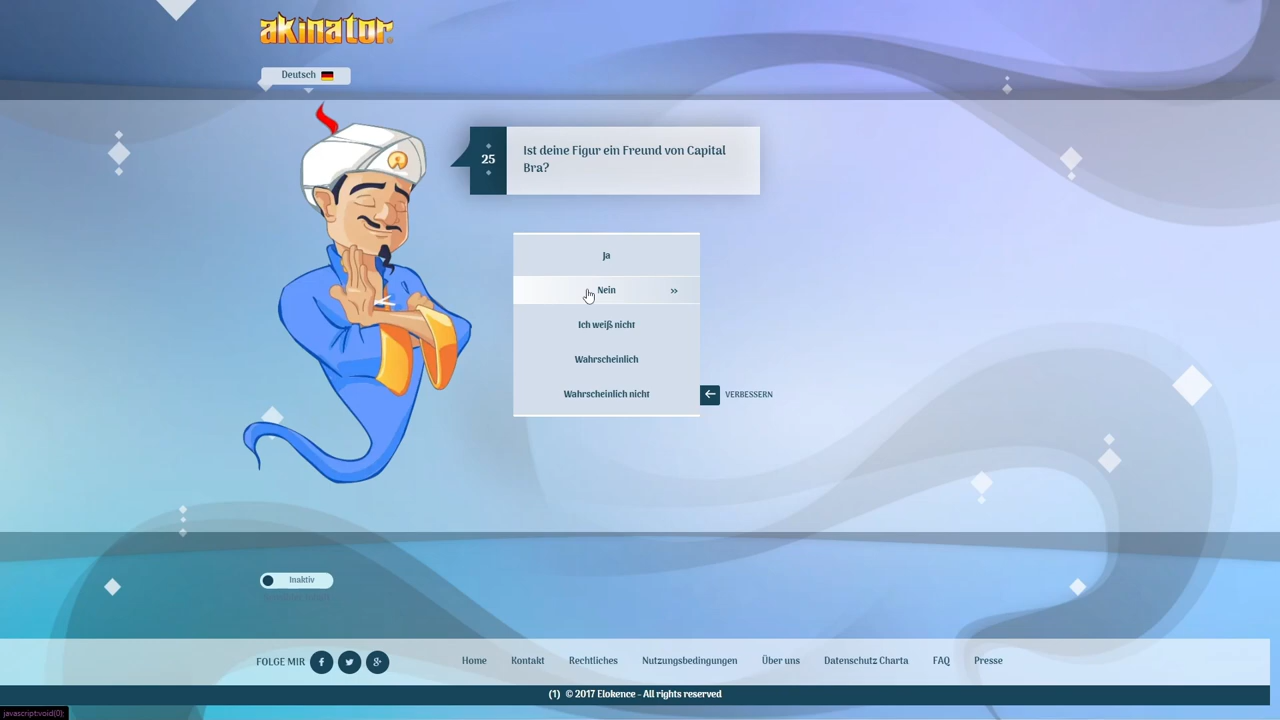 akinator
Deutsch
25
Ist deine Figur ein Freund von Capital
Bra?
Ja
Nein
Ich weiß nicht
Wahrscheinlich
Wahrscheinlich nicht
VERBESSERN
Inaktiv
FOLGE MIR
Home Kontakt Rechtliches Nutzungsbedingungen Über uns Datenschutz Charta FAQ Presse
(1) © 2017 Elokence - All rights reserved
javascript:void(0);